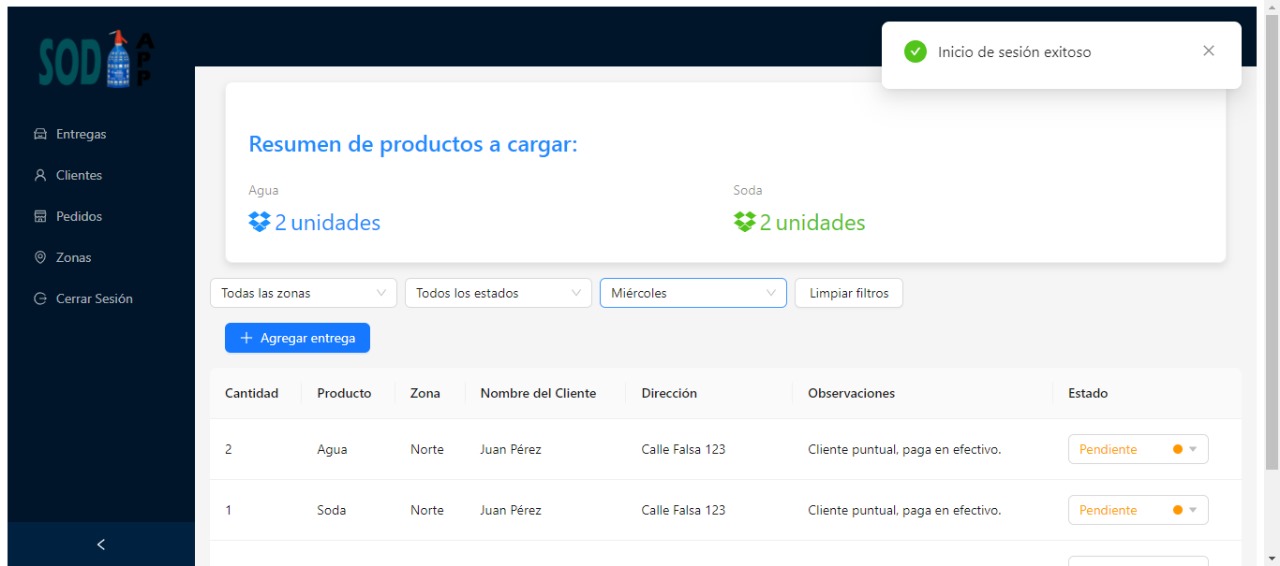 SODA APP
Inicio de sesión exitoso
Entregas
Clientes
Pedidos
Zonas
Cerrar Sesión
Resumen de productos a cargar:
Agua Soda
2 unidades 2 unidades
Todas las zonas Todos los estados Miércoles Limpiar filtros
+ Agregar entrega
Cantidad Producto Zona Nombre del Cliente Dirección Observaciones Estado
2 Agua Norte Juan Pérez Calle Falsa 123 Cliente puntual, paga en efectivo. Pendiente
1 Soda Norte Juan Pérez Calle Falsa 123 Cliente puntual, paga en efectivo. Pendiente